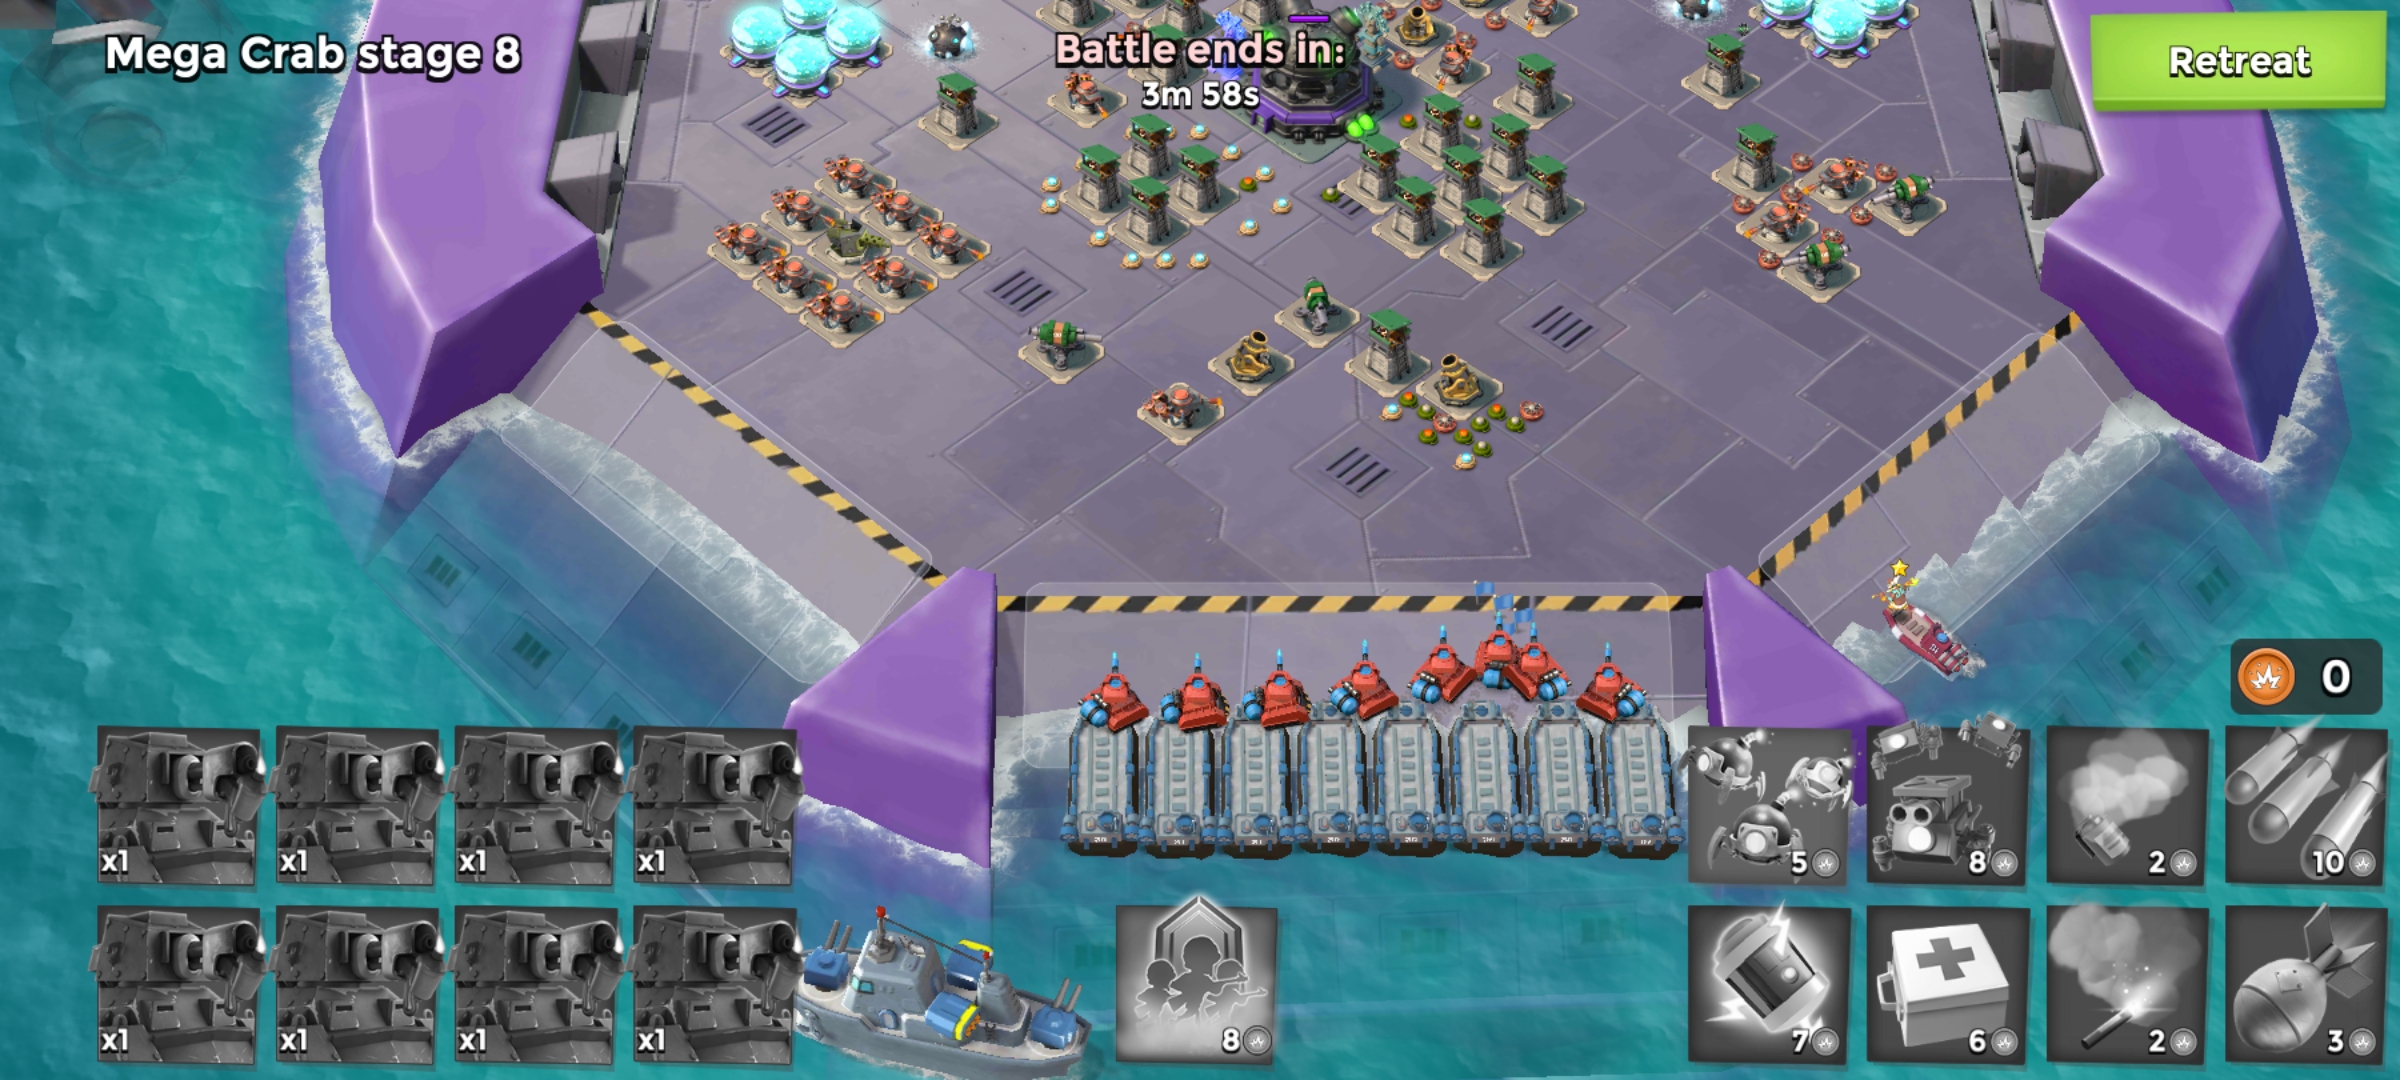 Mega Crab stage 8
Battle ends in:
3m 58s
Retreat
0
x1 x1 x1 x1
5 8 2 10
x1 x1 x1 x1
8
7 6 2 3